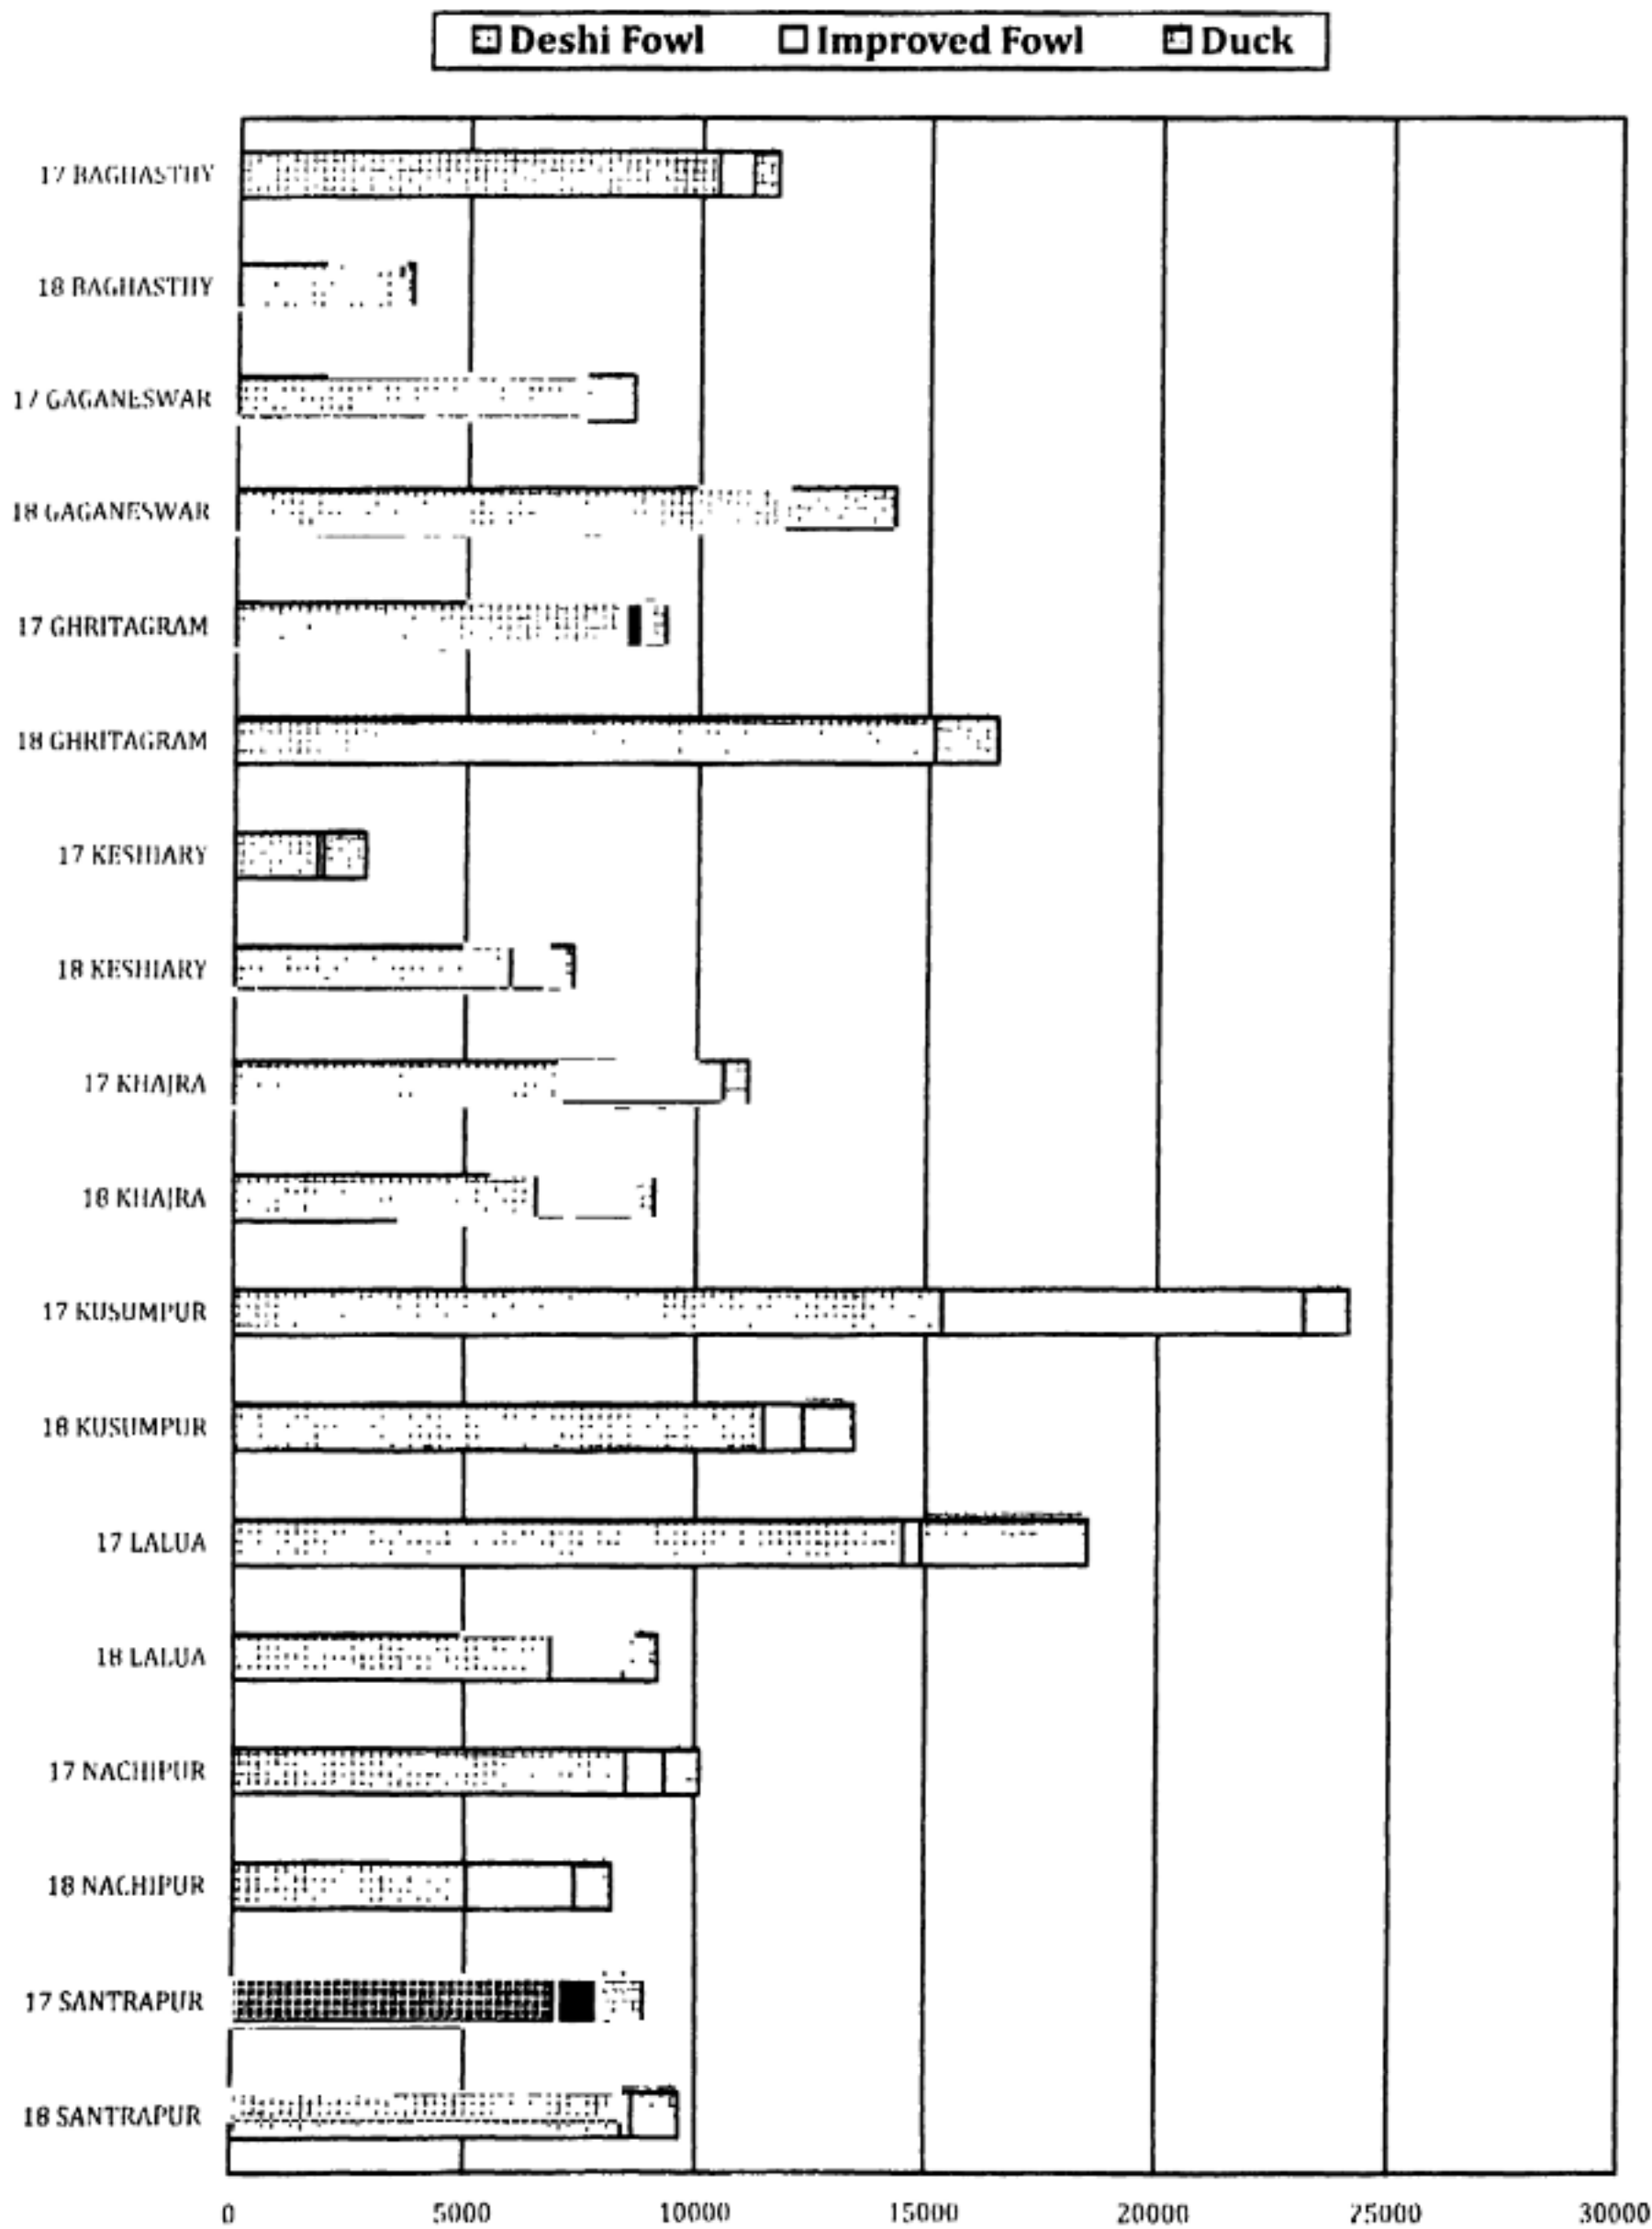 Deshi Fowl Improved Fowl Duck
17 BAGHASTHY
18 BAGHASTHY
17 GAGANESWAR
18 GAGANESWAR
17 GHRITAGRAM
18 GHRITAGRAM
17 KESHIARY
18 KESHIARY
17 KHAJRA
18 KHAJRA
17 KUSUMPUR
18 KUSUMPUR
17 LALUA
18 LALUA
17 NACHIPUR
18 NACHIPUR
17 SANTRAPUR
18 SANTRAPUR
0 5000 10000 15000 20000 25000 30000